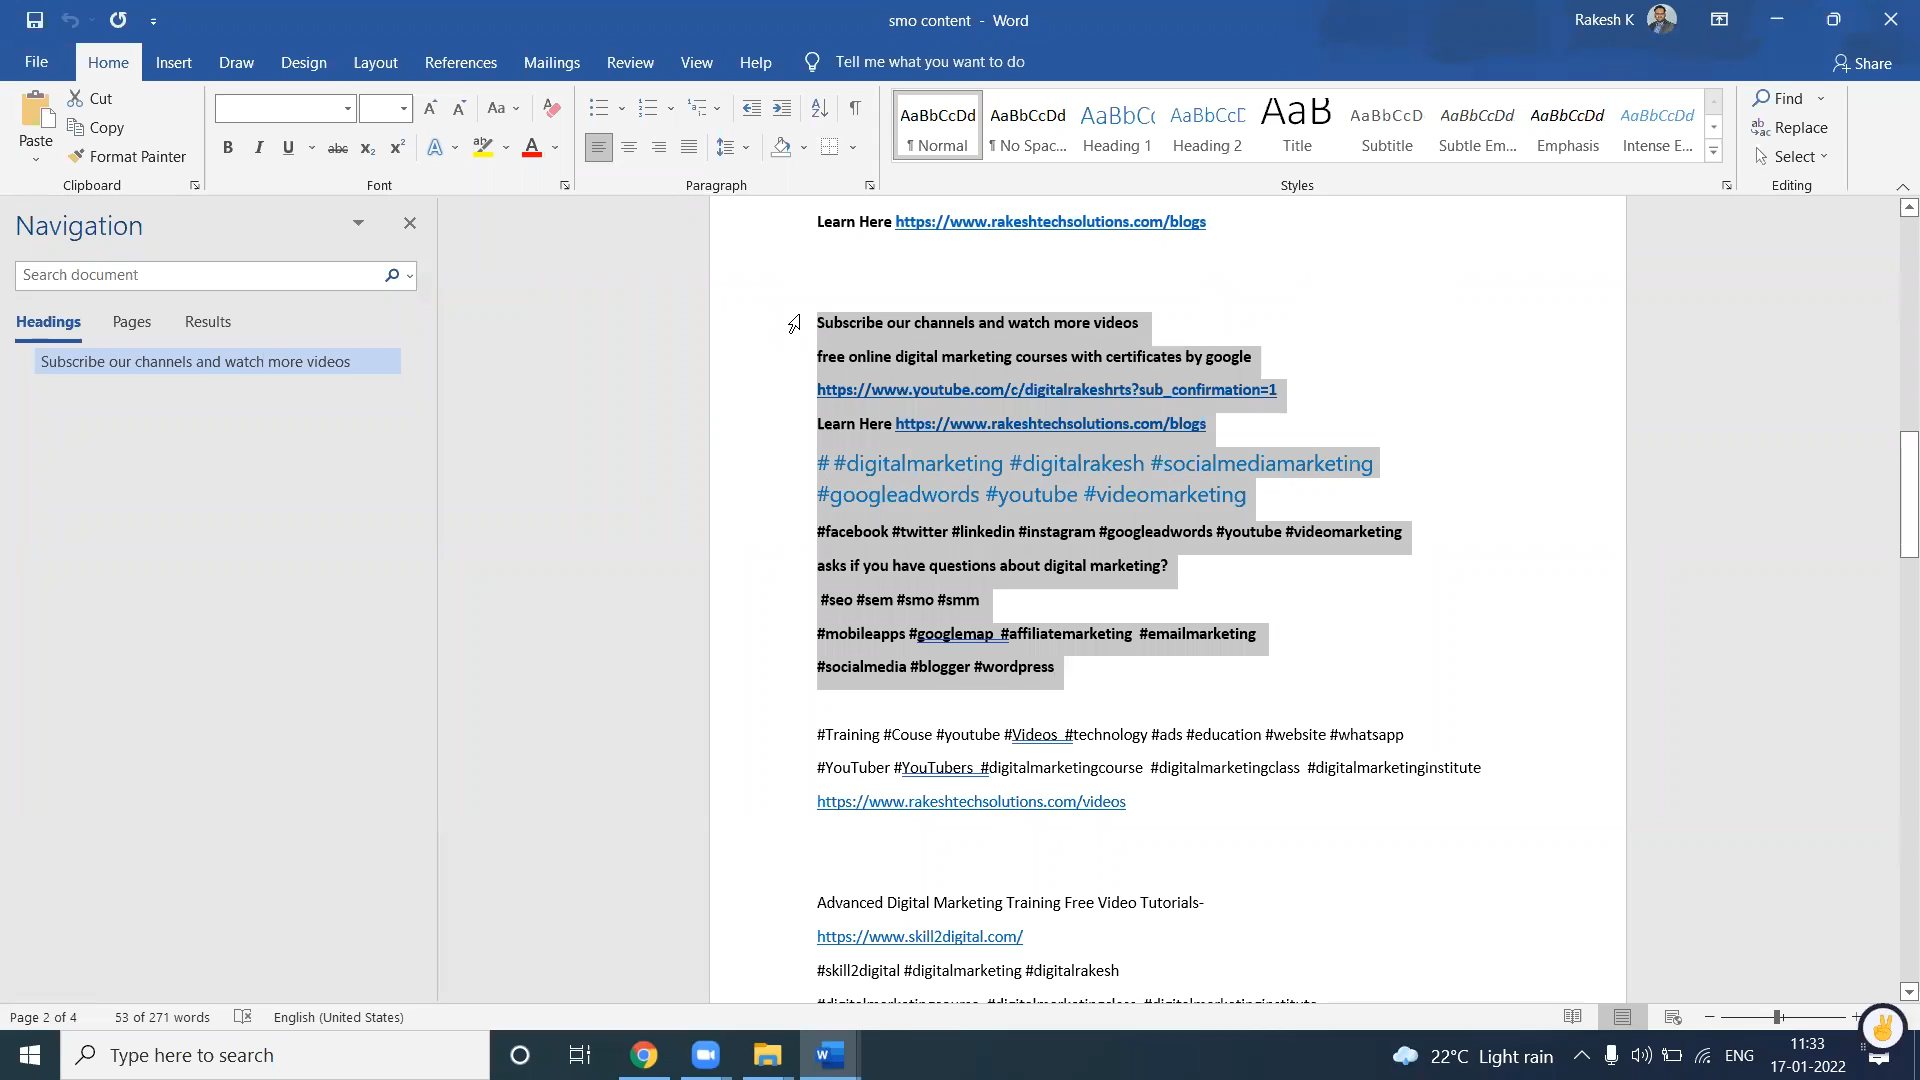 smo content - Word
Rakesh K
File Home Insert Draw Design Layout References Mailings Review View Help Tell me what you want to do
Share
Paste
Cut
Copy
Format Painter
Clipboard
Aa
B I U abc x₂ x² A ab A
Font
Paragraph
AaBbCcDd AaBbCcDd AaBbCc AaBbCcD AaB AaBbCcD AaBbCcDd AaBbCcDd AaBbCcDd
¶ Normal ¶ No Spac... Heading 1 Heading 2 Title Subtitle Subtle Em... Emphasis Intense E...
Styles
Find
Replace
Select
Editing
Navigation
Search document
Headings Pages Results
Subscribe our channels and watch more videos
Learn Here https://www.rakeshtechsolutions.com/blogs
Subscribe our channels and watch more videos
free online digital marketing courses with certificates by google
https://www.youtube.com/c/digitalrakeshrts?sub_confirmation=1
Learn Here https://www.rakeshtechsolutions.com/blogs
# #digitalmarketing #digitalrakesh #socialmediamarketing
#googleadwords #youtube #videomarketing
#facebook #twitter #linkedin #instagram #googleadwords #youtube #videomarketing
asks if you have questions about digital marketing?
#seo #sem #smo #smm
#mobileapps #googlemap #affiliatemarketing #emailmarketing
#socialmedia #blogger #wordpress
#Training #Couse #youtube #Videos #technology #ads #education #website #whatsapp
#YouTuber #YouTubers #digitalmarketingcourse #digitalmarketingclass #digitalmarketinginstitute
https://www.rakeshtechsolutions.com/videos
Advanced Digital Marketing Training Free Video Tutorials-
https://www.skill2digital.com/
#skill2digital #digitalmarketing #digitalrakesh
#digitalmarketingcourse #digitalmarketingclass #digitalmarketinginstitute
Page 2 of 4 53 of 271 words English (United States)
Type here to search
22°C Light rain
ENG
11:33
17-01-2022